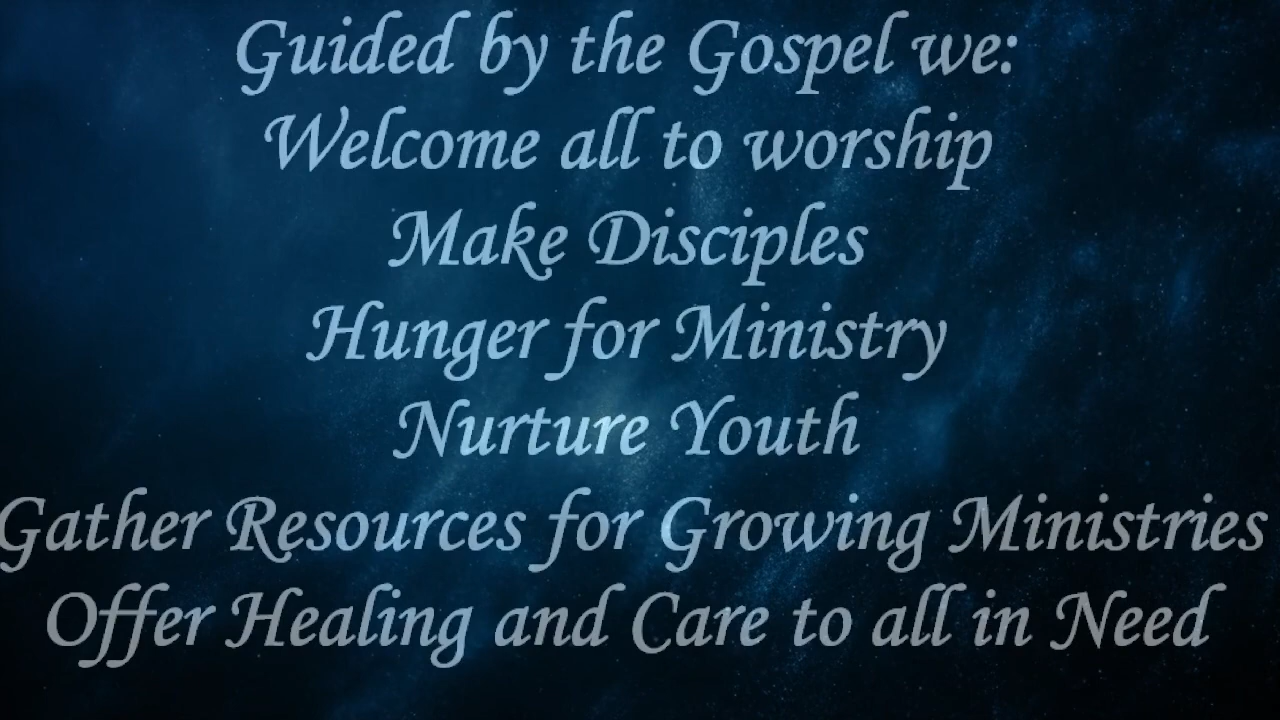 Guided by the Gospel we:
Welcome all to worship
Make Disciples
Hunger for Ministry
Nurture Youth
Gather Resources for Growing Ministries
Offer Healing and Care to all in Need